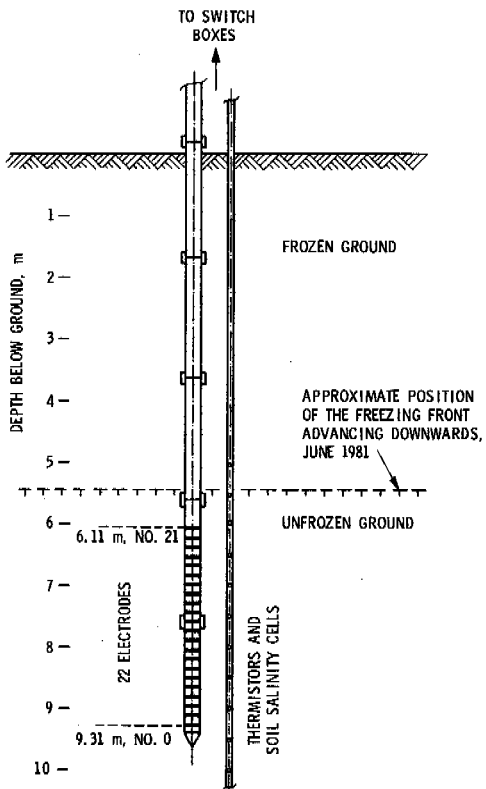 TO SWITCH
BOXES
DEPTH BELOW GROUND, m
1
2
3
4
5
6
7
8
9
10
FROZEN GROUND
APPROXIMATE POSITION
OF THE FREEZING FRONT
ADVANCING DOWNWARDS,
JUNE 1981
UNFROZEN GROUND
6.11 m, NO. 21
22 ELECTRODES
9.31 m, NO. 0
THERMISTORS AND
SOIL SALINITY CELLS